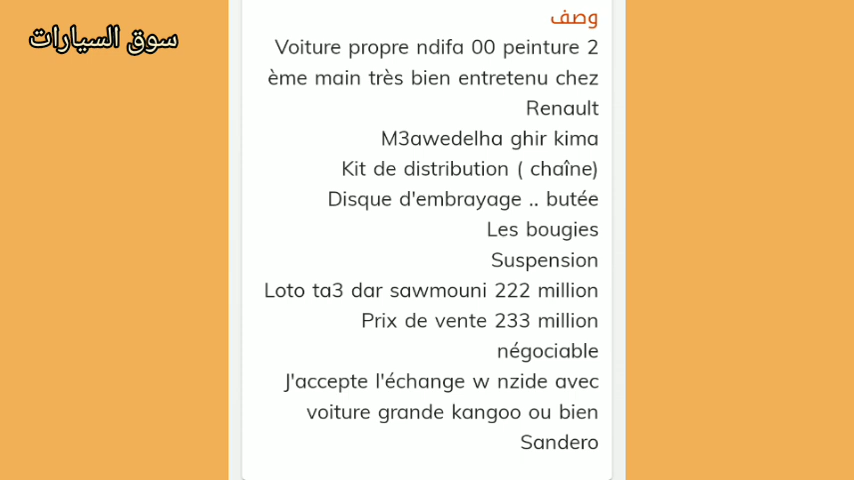 سوق السيارات
وصف
Voiture propre ndifa 00 peinture 2
ème main très bien entretenu chez
Renault
M3awedelha ghir kima
Kit de distribution ( chaîne)
Disque d'embrayage .. butée
Les bougies
Suspension
Loto ta3 dar sawmouni 222 million
Prix de vente 233 million
négociable
J'accepte l'échange w nzide avec
voiture grande kangoo ou bien
Sandero